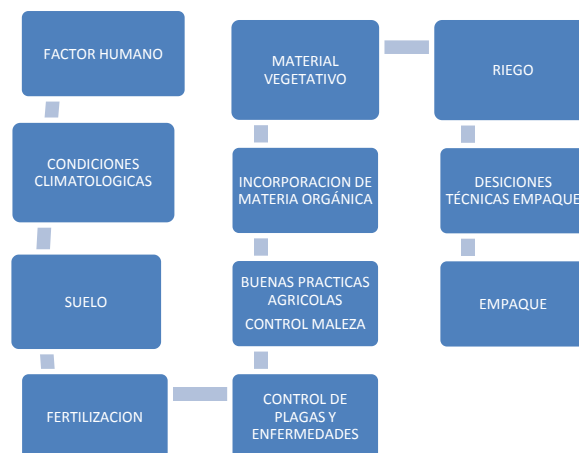 FACTOR HUMANO
CONDICIONES
CLIMATOLOGICAS
SUELO
FERTILIZACION
CONTROL DE
PLAGAS Y
ENFERMEDADES
BUENAS PRACTICAS
AGRICOLAS
CONTROL MALEZA
INCORPORACION DE
MATERIA ORGÁNICA
MATERIAL
VEGETATIVO
RIEGO
DESICIONES
TÉCNICAS EMPAQUE
EMPAQUE